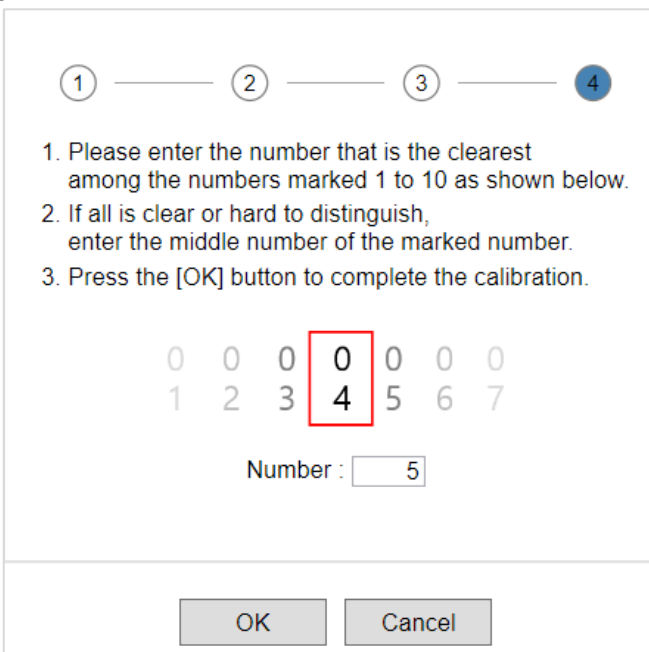 1 2 3 4
1. Please enter the number that is the clearest
among the numbers marked 1 to 10 as shown below.
2. If all is clear or hard to distinguish,
enter the middle number of the marked number.
3. Press the [OK] button to complete the calibration.
0 0 0 0 0 0 0
1 2 3 4 5 6 7
Number : 5
OK Cancel